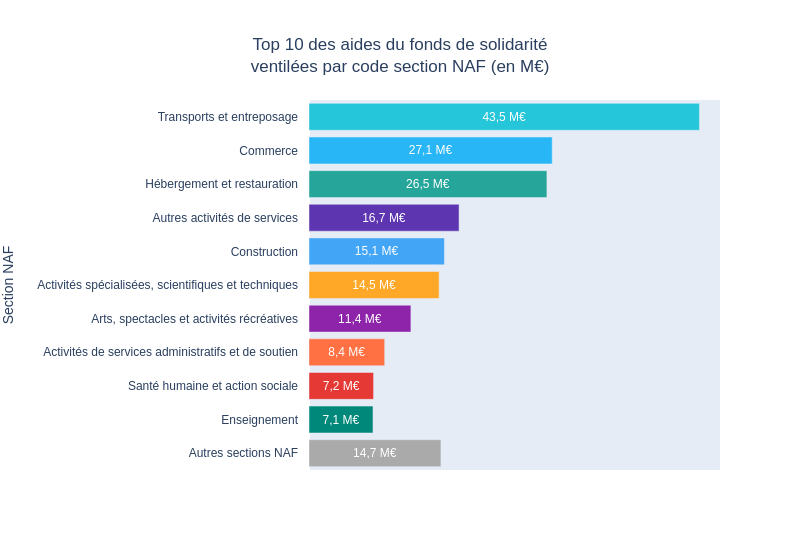 Top 10 des aides du fonds de solidarité
ventilées par code section NAF (en M€)
Section NAF
Transports et entreposage 43,5 M€
Commerce 27,1 M€
Hébergement et restauration 26,5 M€
Autres activités de services 16,7 M€
Construction 15,1 M€
Activités spécialisées, scientifiques et techniques 14,5 M€
Arts, spectacles et activités récréatives 11,4 M€
Activités de services administratifs et de soutien 8,4 M€
Santé humaine et action sociale 7,2 M€
Enseignement 7,1 M€
Autres sections NAF 14,7 M€